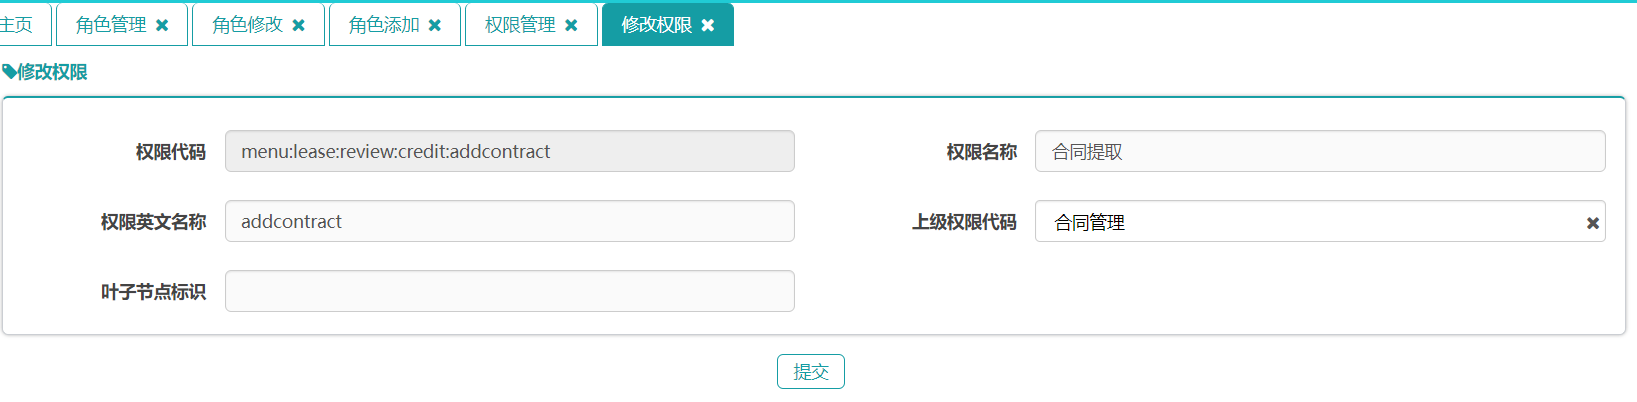 主页 角色管理 ✖ 角色修改 ✖ 角色添加 ✖ 权限管理 ✖ 修改权限 ✖
修改权限
权限代码 menu:lease:review:credit:addcontract 权限名称 合同提取
权限英文名称 addcontract 上级权限代码 合同管理 ✖
叶子节点标识
提交